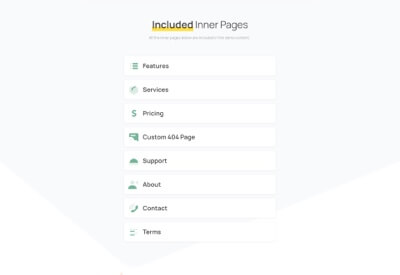 Included Inner Pages
All the inner pages below are included in the demo content
Features
Services
Pricing
Custom 404 Page
Support
About
Contact
Terms